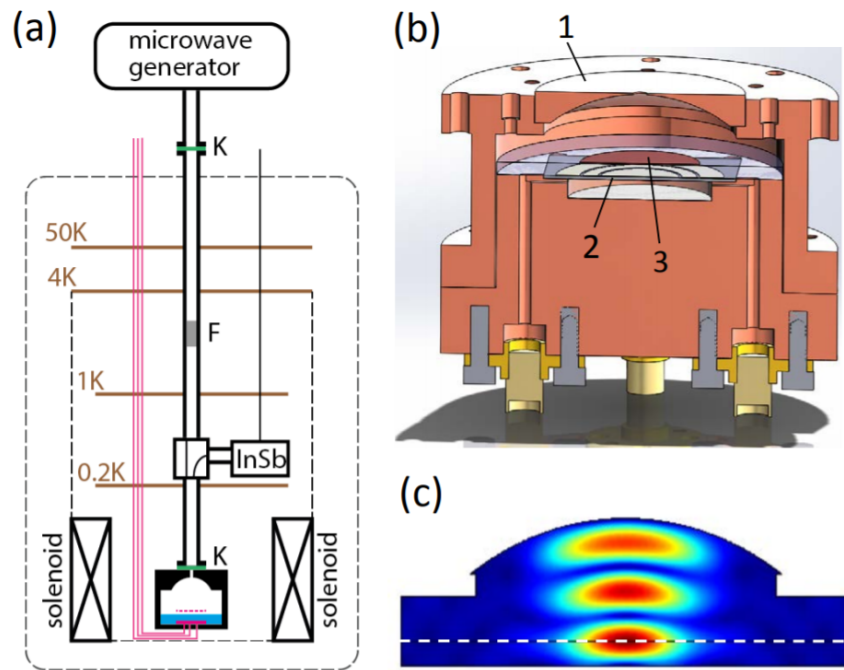 (a)
microwave
generator
K
50K
4K
F
1K
InSb
0.2K
solenoid
solenoid
K
(b)
1
2
3
(c)